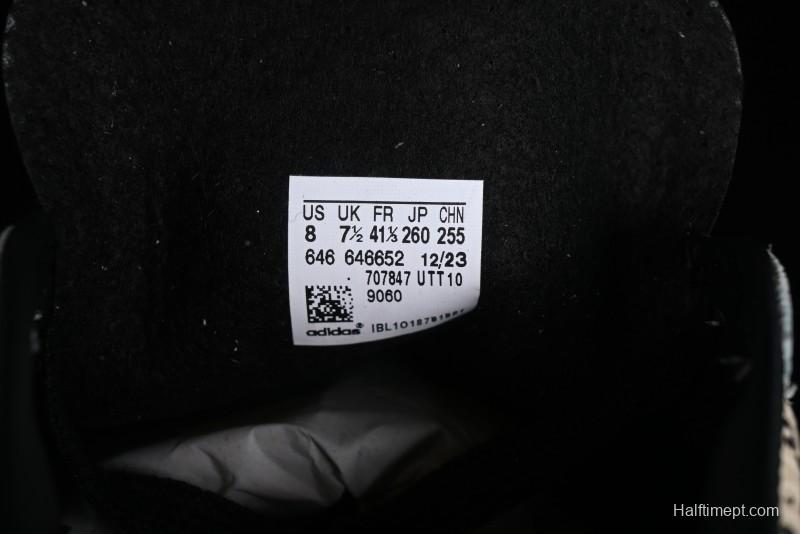 US UK FR JP CHN
8 7½ 41⅓ 260 255
646 646652 12/23
707847 UTT10
9060
adidas®
Halftimept.com